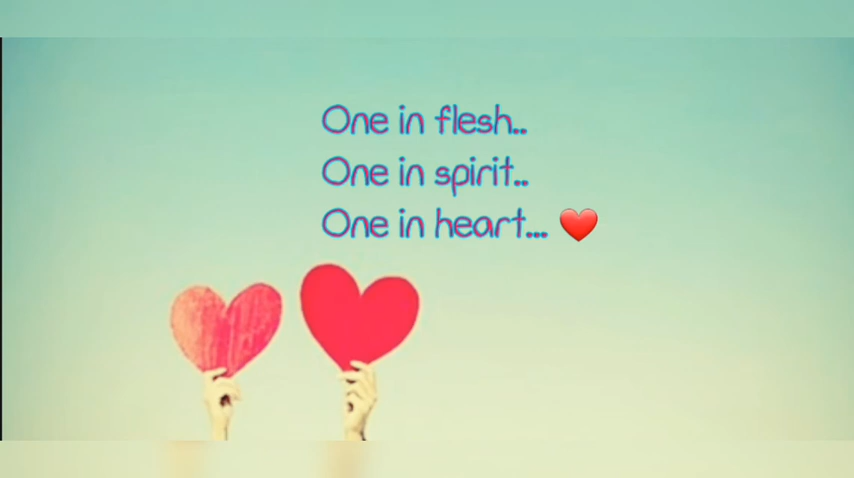 One in flesh..
One in spirit..
One in heart... ❤️